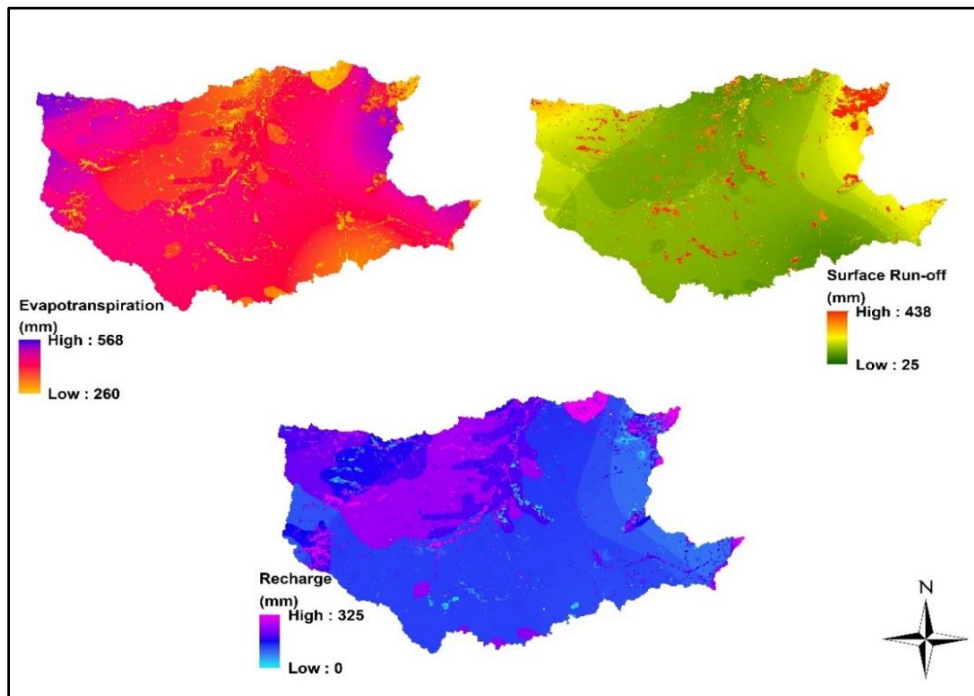 Evapotranspiration
(mm)
High : 568
Low : 260
Surface Run-off
(mm)
High : 438
Low : 25
Recharge
(mm)
High : 325
Low : 0
N